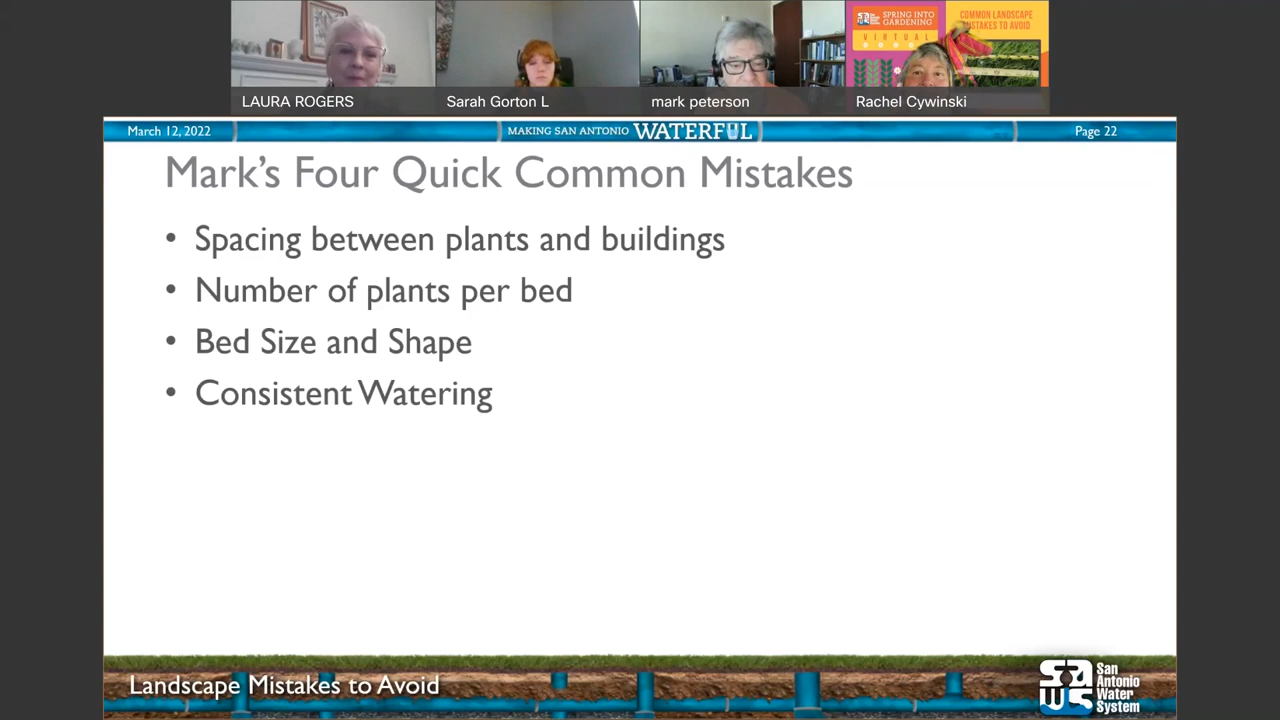 SPRING INTO
GARDENING
VIRTUAL
COMMON LANDSCAPE
MISTAKES TO AVOID
LAURA ROGERS
Sarah Gorton L
mark peterson
Rachel Cywinski
March 12, 2022
MAKING SAN ANTONIO WATERFUL
Page 22
Mark's Four Quick Common Mistakes
• Spacing between plants and buildings
• Number of plants per bed
• Bed Size and Shape
• Consistent Watering
Landscape Mistakes to Avoid
SAWS
San
Antonio
Water
System